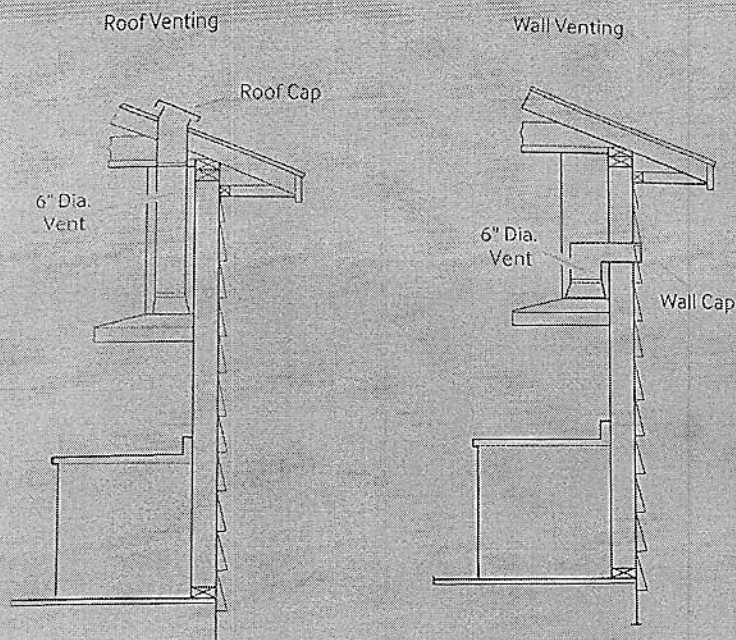 Roof Venting
Roof Cap
6" Dia.
Vent
Wall Venting
6" Dia.
Vent
Wall Cap